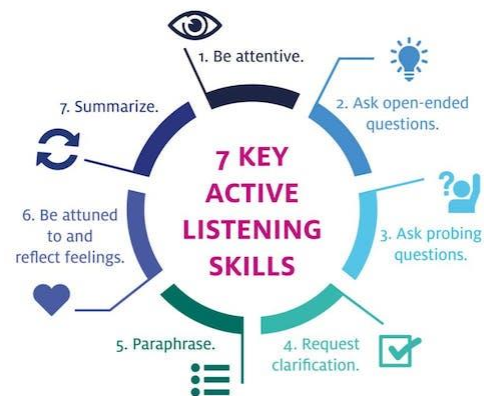 7 KEY
ACTIVE
LISTENING
SKILLS
1. Be attentive.
2. Ask open-ended
questions.
3. Ask probing
questions.
4. Request
clarification.
5. Paraphrase.
6. Be attuned
to and
reflect feelings.
7. Summarize.